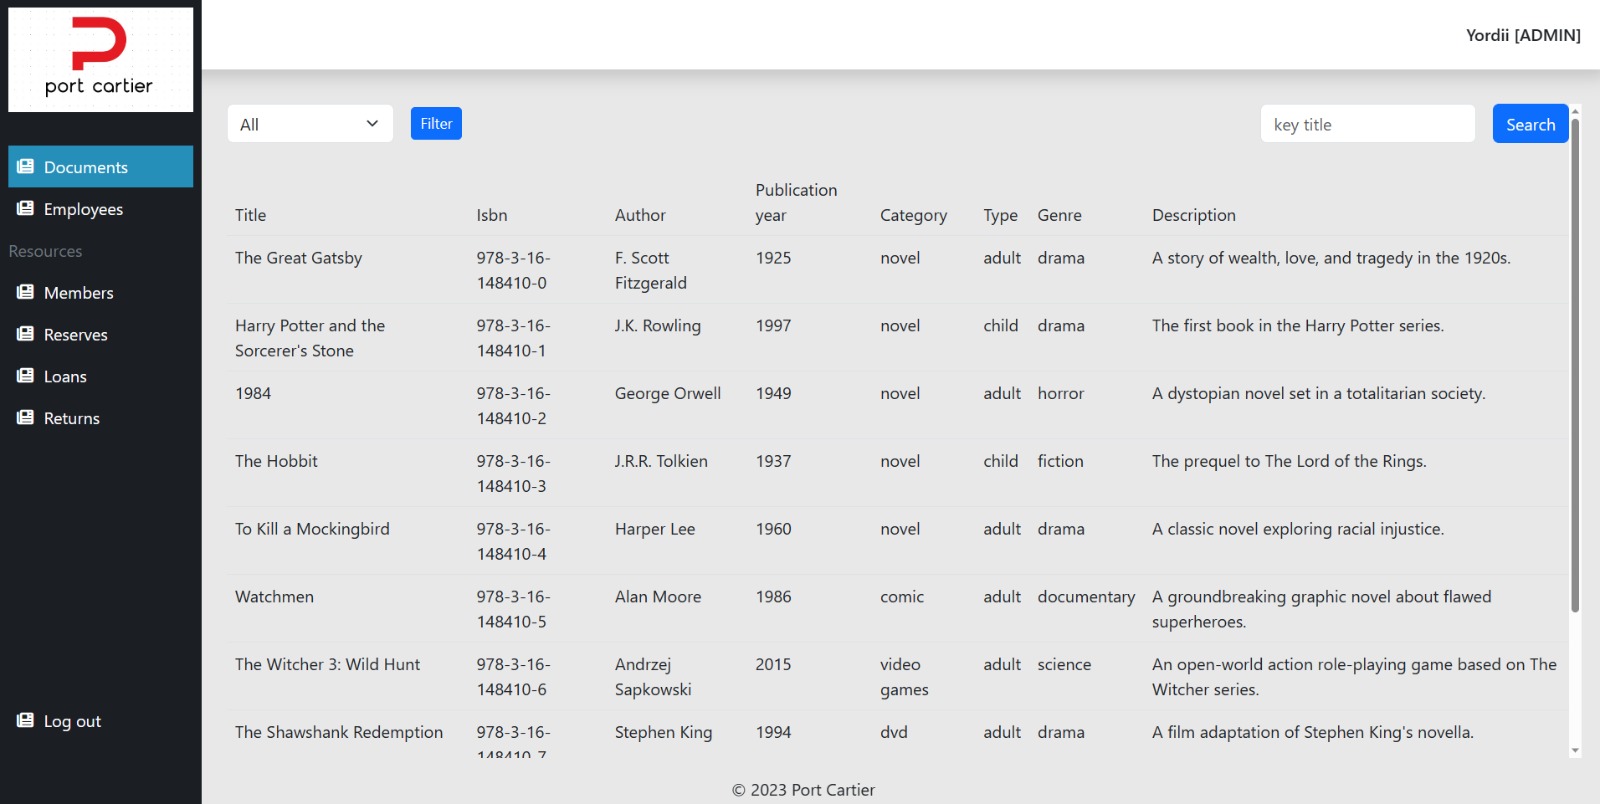 port cartier
Yordii [ADMIN]
All
Filter
key title
Search
Documents
Employees
Resources
Members
Reserves
Loans
Returns
Log out
Title Isbn Author Publication year Category Type Genre Description
The Great Gatsby 978-3-16-148410-0 F. Scott Fitzgerald 1925 novel adult drama A story of wealth, love, and tragedy in the 1920s.
Harry Potter and the Sorcerer's Stone 978-3-16-148410-1 J.K. Rowling 1997 novel child drama The first book in the Harry Potter series.
1984 978-3-16-148410-2 George Orwell 1949 novel adult horror A dystopian novel set in a totalitarian society.
The Hobbit 978-3-16-148410-3 J.R.R. Tolkien 1937 novel child fiction The prequel to The Lord of the Rings.
To Kill a Mockingbird 978-3-16-148410-4 Harper Lee 1960 novel adult drama A classic novel exploring racial injustice.
Watchmen 978-3-16-148410-5 Alan Moore 1986 comic adult documentary A groundbreaking graphic novel about flawed superheroes.
The Witcher 3: Wild Hunt 978-3-16-148410-6 Andrzej Sapkowski 2015 video games adult science An open-world action role-playing game based on The Witcher series.
The Shawshank Redemption 978-3-16-148410-7 Stephen King 1994 dvd adult drama A film adaptation of Stephen King's novella.
© 2023 Port Cartier